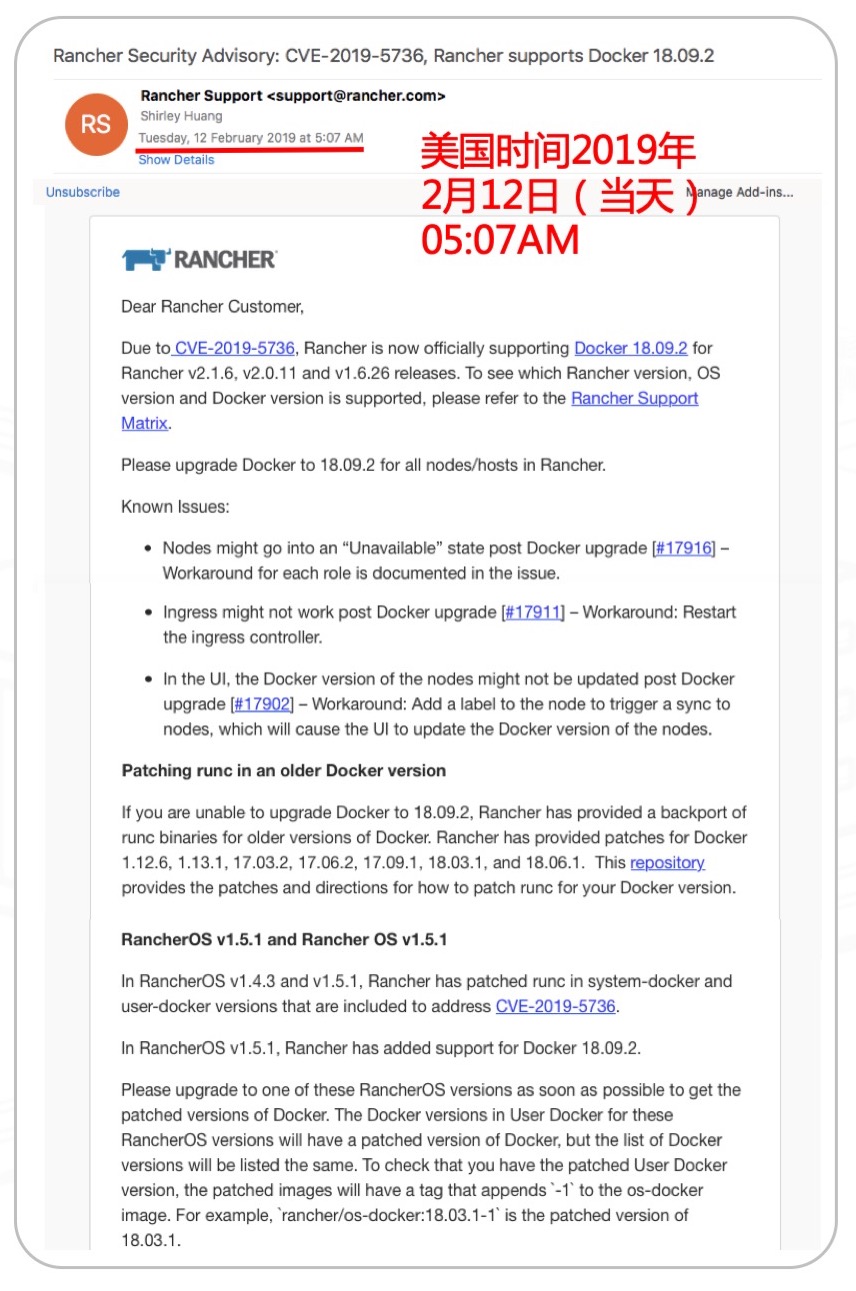 Rancher Security Advisory: CVE-2019-5736, Rancher supports Docker 18.09.2
RS
Rancher Support <support@rancher.com>
Shirley Huang
Tuesday, 12 February 2019 at 5:07 AM
Show Details
美国时间2019年
2月12日（当天）
05:07AM
Unsubscribe
Manage Add-ins...
RANCHER
Dear Rancher Customer,
Due to CVE-2019-5736, Rancher is now officially supporting Docker 18.09.2 for
Rancher v2.1.6, v2.0.11 and v1.6.26 releases. To see which Rancher version, OS
version and Docker version is supported, please refer to the Rancher Support
Matrix.
Please upgrade Docker to 18.09.2 for all nodes/hosts in Rancher.
Known Issues:
• Nodes might go into an “Unavailable” state post Docker upgrade [#17916] –
Workaround for each role is documented in the issue.
• Ingress might not work post Docker upgrade [#17911] – Workaround: Restart
the ingress controller.
• In the UI, the Docker version of the nodes might not be updated post Docker
upgrade [#17902] – Workaround: Add a label to the node to trigger a sync to
nodes, which will cause the UI to update the Docker version of the nodes.
Patching runc in an older Docker version
If you are unable to upgrade Docker to 18.09.2, Rancher has provided a backport of
runc binaries for older versions of Docker. Rancher has provided patches for Docker
1.12.6, 1.13.1, 17.03.2, 17.06.2, 17.09.1, 18.03.1, and 18.06.1. This repository
provides the patches and directions for how to patch runc for your Docker version.
RancherOS v1.5.1 and Rancher OS v1.5.1
In RancherOS v1.4.3 and v1.5.1, Rancher has patched runc in system-docker and
user-docker versions that are included to address CVE-2019-5736.
In RancherOS v1.5.1, Rancher has added support for Docker 18.09.2.
Please upgrade to one of these RancherOS versions as soon as possible to get the
patched versions of Docker. The Docker versions in User Docker for these
RancherOS versions will have a patched version of Docker, but the list of Docker
versions will be listed the same. To check that you have the patched User Docker
version, the patched images will have a tag that appends `-1` to the os-docker
image. For example, `rancher/os-docker:18.03.1-1` is the patched version of
18.03.1.